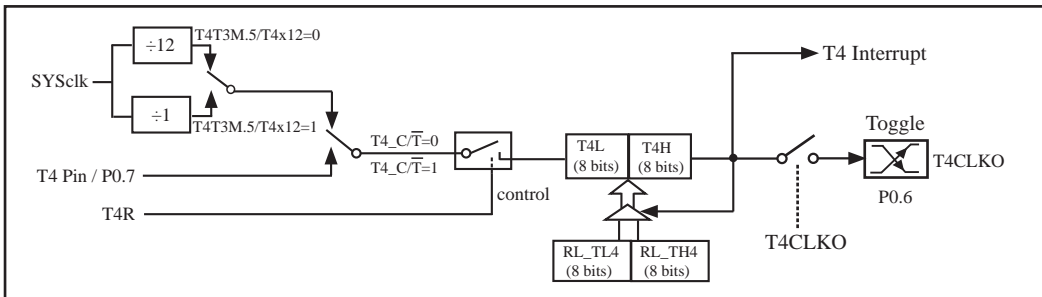 ÷12
T4T3M.5/T4x12=0
SYSclk
÷1
T4T3M.5/T4x12=1
T4 Pin / P0.7
T4R
T4_C/T̅=0
T4_C/T̅=1
control
T4L
(8 bits)
T4H
(8 bits)
RL_TL4
(8 bits)
RL_TH4
(8 bits)
T4 Interrupt
Toggle
T4CLKO
P0.6
T4CLKO